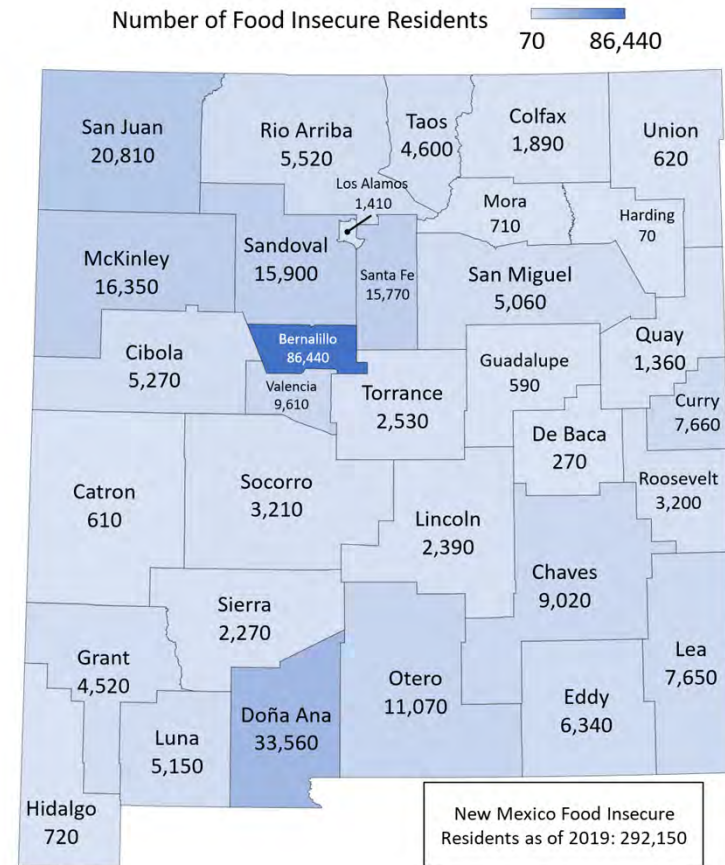 Number of Food Insecure Residents
70 86,440
San Juan
20,810
Rio Arriba
5,520
Taos
4,600
Colfax
1,890
Union
620
Los Alamos
1,410
Mora
710
Harding
70
McKinley
16,350
Sandoval
15,900
Santa Fe
15,770
San Miguel
5,060
Bernalillo
86,440
Quay
1,360
Cibola
5,270
Valencia
9,610
Torrance
2,530
Guadalupe
590
Curry
7,660
De Baca
270
Catron
610
Socorro
3,210
Lincoln
2,390
Roosevelt
3,200
Chaves
9,020
Sierra
2,270
Grant
4,520
Lea
7,650
Otero
11,070
Eddy
6,340
Doña Ana
33,560
Luna
5,150
Hidalgo
720
New Mexico Food Insecure
Residents as of 2019: 292,150